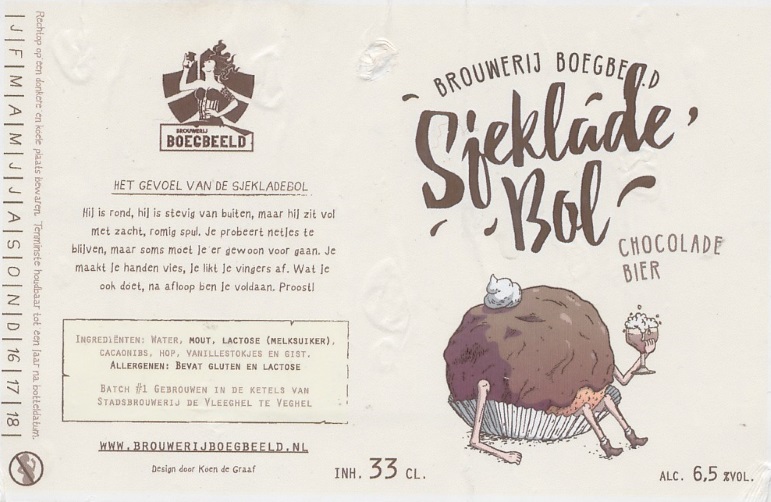 Rechtop op een donkere en koele plaats bewaren. Tenminste houdbaar tot een jaar na botteldatum.
J|F|M|A|M|J|J|A|S|O|N|D|16|17|18|
BROUWERIJ
BOEGBEELD
HET GEVOEL VAN DE SJEKLADEBOL
Hij is rond, hij is stevig van buiten, maar hij zit vol
met zacht, romig spul. Je probeert netjes te
blijven, maar soms moet je er gewoon voor gaan. Je
maakt je handen vies, je likt je vingers af. Wat je
ook doet, na afloop ben je voldaan. Proost!
Ingrediënten: Water, mout, lactose (melksuiker),
cacaonibs, hop, vanillestokjes en gist.
Allergenen: Bevat gluten en lactose
Batch #1 Gebrouwen in de ketels van
Stadsbrouwerij de Vleeghel te Veghel
www.brouwerijboegbeeld.nl
Design door Koen de Graaf
BROUWERIJ BOEGBEELD
Sjeklade
Bol
CHOCOLADE
BIER
INH. 33 CL.
ALC. 6,5 %VOL.